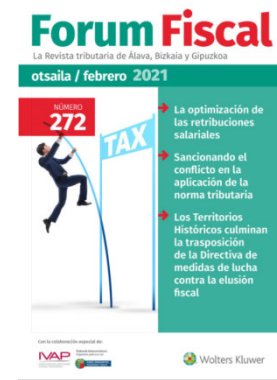 Forum Fiscal
La Revista tributaria de Álava, Bizkaia y Gipuzkoa
otsaila / febrero 2021
NÚMERO
272
TAX
La optimización de
las retribuciones
salariales
Sancionando el
conflicto en la
aplicación de la
norma tributaria
Los Territorios
Históricos culminan
la trasposición
de la Directiva de
medidas de lucha
contra la elusión
fiscal
Con la colaboración especial de:
IVAP
Wolters Kluwer